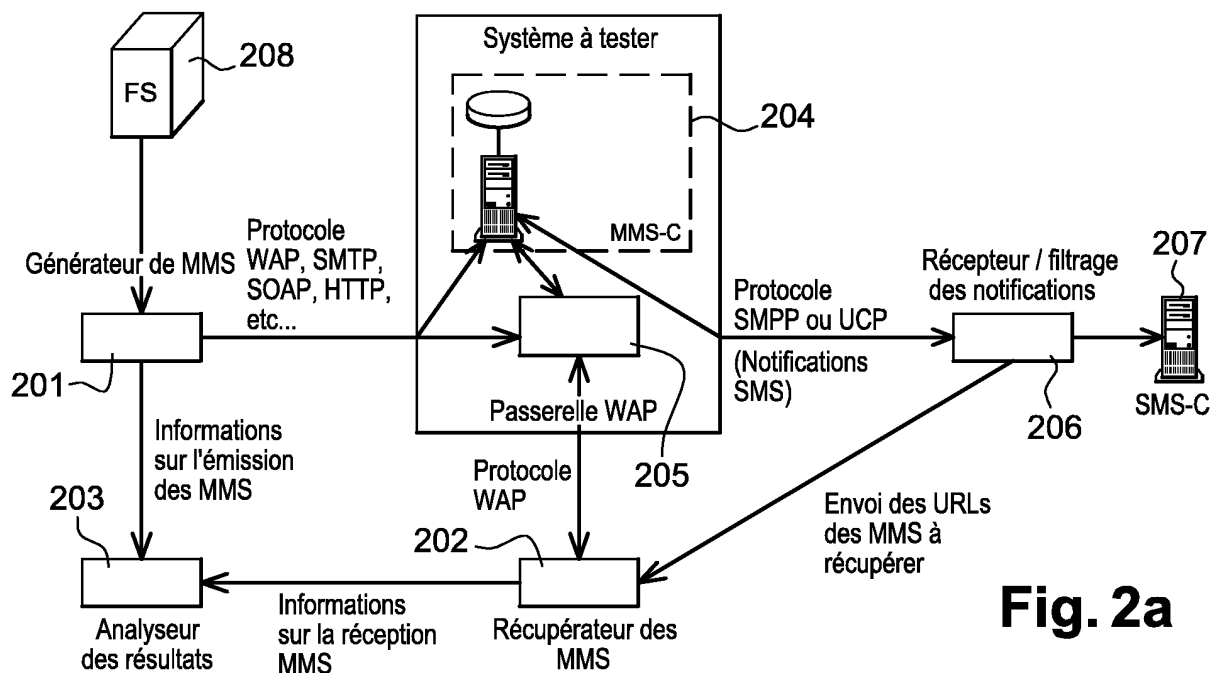 Système à tester
208
FS
204
MMS-C
Générateur de MMS
Protocole
WAP, SMTP,
SOAP, HTTP,
etc...
201
Protocole
SMPP ou UCP
(Notifications
SMS)
Récepteur / filtrage
des notifications
207
206
SMS-C
Passerelle WAP
205
Informations
sur l'émission
des MMS
Protocole
WAP
203
202
Envoi des URLs
des MMS à
récupérer
Analyseur
des résultats
Informations
sur la réception
MMS
Récupérateur des
MMS
Fig. 2a